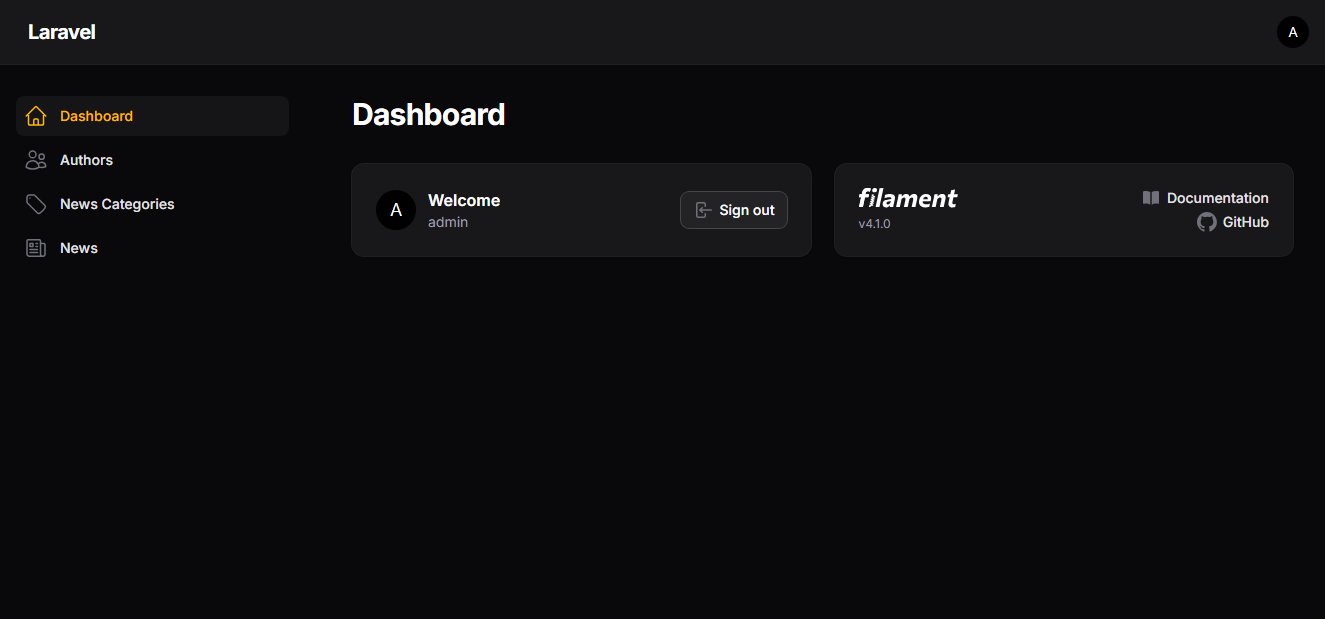 Laravel
A
Dashboard
Authors
News Categories
News
Dashboard
A
Welcome
admin
Sign out
filament
v4.1.0
Documentation
GitHub